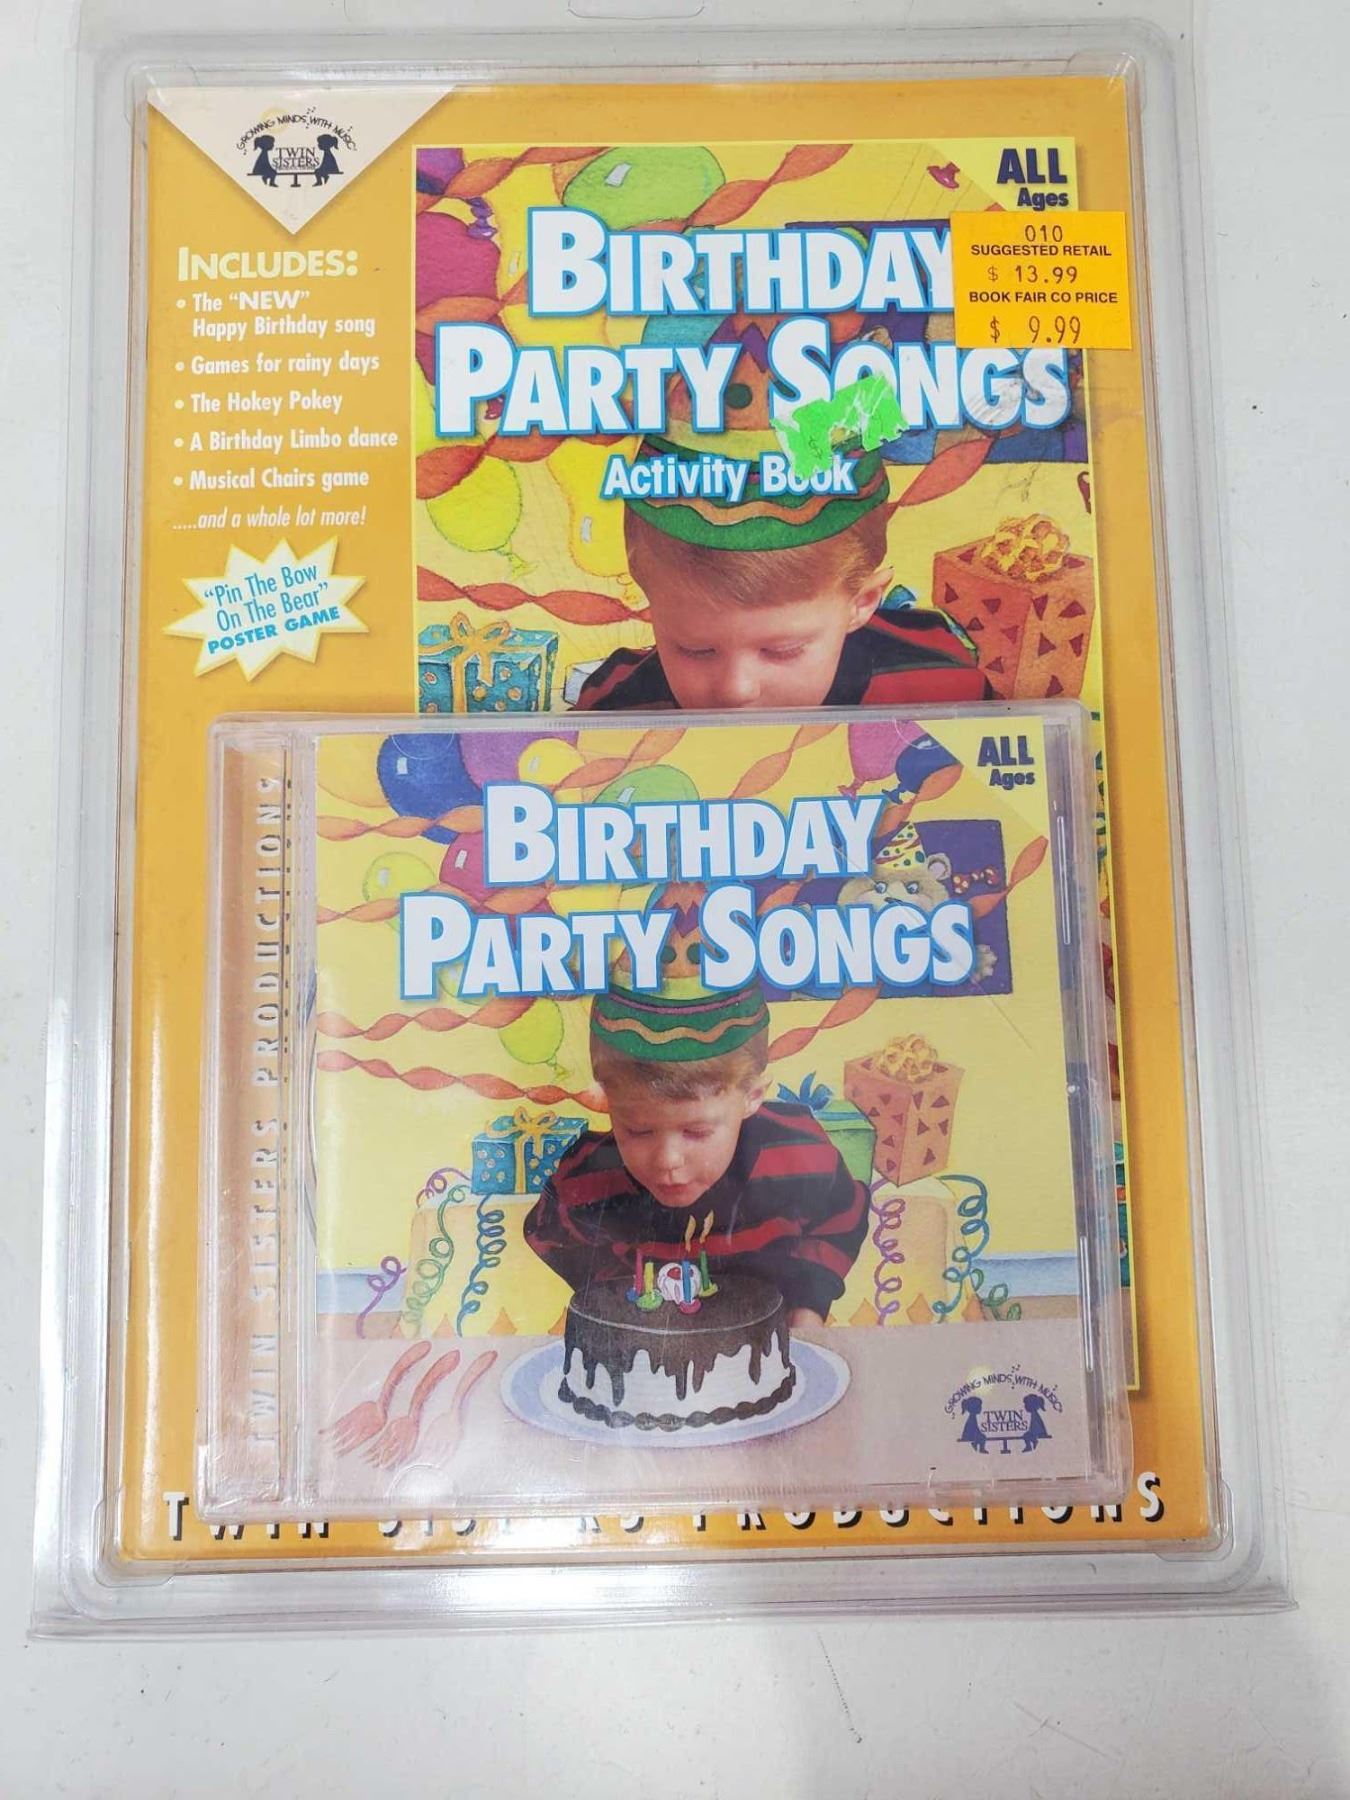 GROWING MINDS WITH MUSIC
TWIN
SISTERS
INCLUDES:
• The "NEW"
Happy Birthday song
• Games for rainy days
• The Hokey Pokey
• A Birthday Limbo dance
• Musical Chairs game
.....and a whole lot more!
"Pin The Bow
On The Bear"
POSTER GAME
ALL
Ages
BIRTHDAY
PARTY SONGS
Activity Book
010
SUGGESTED RETAIL
$ 13.99
BOOK FAIR CO PRICE
$ 9.99
$
TWIN SISTERS PRODUCTIONS
ALL
Ages
BIRTHDAY
PARTY SONGS
GROWING MINDS WITH MUSIC
TWIN
SISTERS
TWIN SISTERS PRODUCTIONS